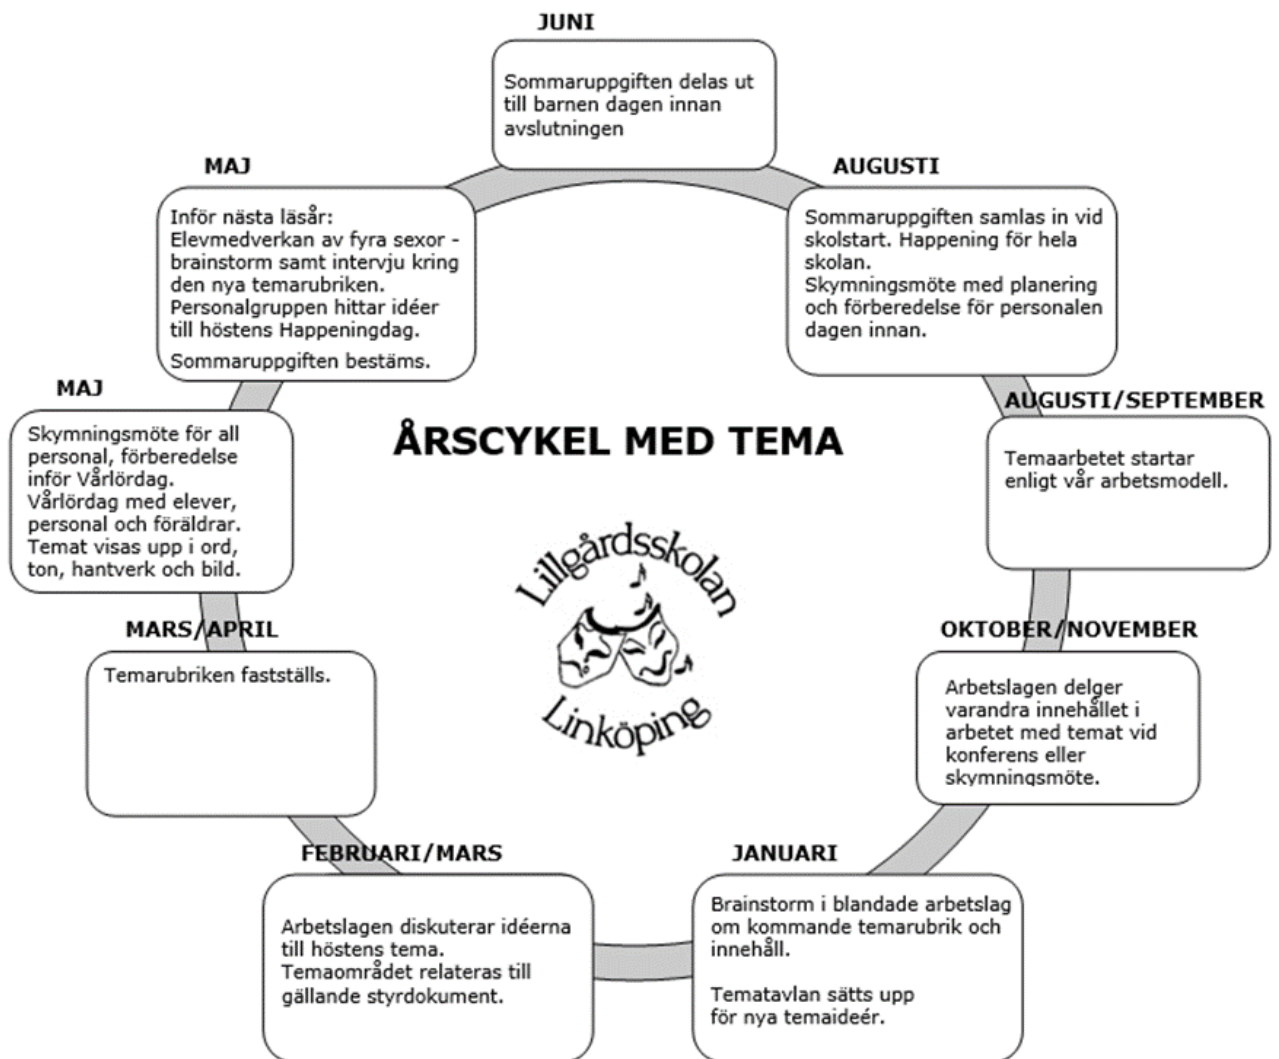 JUNI
Sommaruppgiften delas ut
till barnen dagen innan
avslutningen
AUGUSTI
Sommaruppgiften samlas in vid
skolstart. Happening för hela
skolan.
Skymningsmöte med planering
och förberedelse för personalen
dagen innan.
AUGUSTI/SEPTEMBER
Temaarbetet startar
enligt vår arbetsmodell.
OKTOBER/NOVEMBER
Arbetslagen delger
varandra innehållet i
arbetet med temat vid
konferens eller
skymningsmöte.
JANUARI
Brainstorm i blandade arbetslag
om kommande temarubrik och
innehåll.
Tematavlan sätts upp
för nya temaideér.
FEBRUARI/MARS
Arbetslagen diskuterar idéerna
till höstens tema.
Temaområdet relateras till
gällande styrdokument.
MARS/APRIL
Temarubriken fastställs.
MAJ
Skymningsmöte för all
personal, förberedelse
inför Vårlördag.
Vårlördag med elever,
personal och föräldrar.
Temat visas upp i ord,
ton, hantverk och bild.
MAJ
Inför nästa läsår:
Elevmedverkan av fyra sexor -
brainstorm samt intervju kring
den nya temarubriken.
Personalgruppen hittar idéer
till höstens Happeningdag.
Sommaruppgiften bestäms.
ÅRSCYKEL MED TEMA
Lillgårdsskolan
Linköping